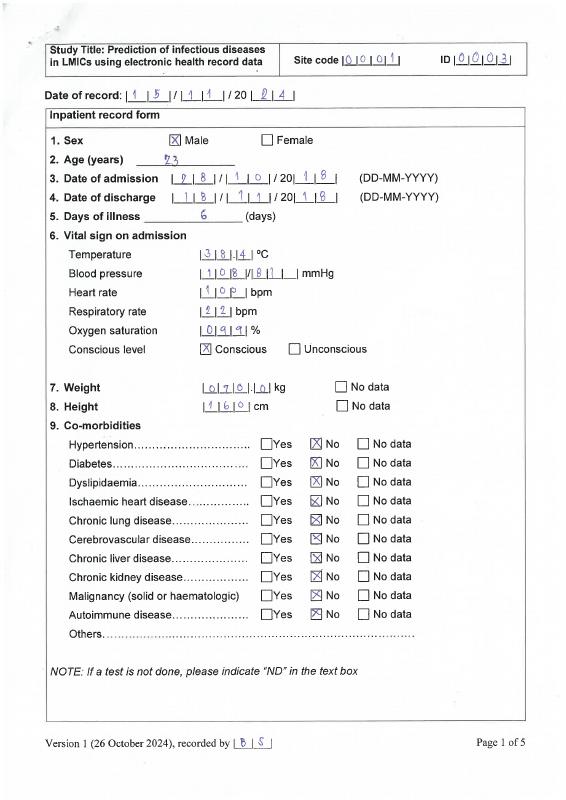 Study Title: Prediction of infectious diseases
in LMICs using electronic health record data
Site code |0|0|0|1| ID |0|0|0|3|
Date of record: |1|5|/|1|1|/ 20|2|4|
Inpatient record form
1. Sex ☒ Male ☐ Female
2. Age (years) 23
3. Date of admission |2|8|/|1|0|/ 20|1|8| (DD-MM-YYYY)
4. Date of discharge |1|8|/|1|1|/ 20|1|8| (DD-MM-YYYY)
5. Days of illness 6 (days)
6. Vital sign on admission
Temperature |3|8|.|4| ºC
Blood pressure |1|0|8|/|8|1| | mmHg
Heart rate |1|0|0| bpm
Respiratory rate |2|2| bpm
Oxygen saturation |0|9|9| %
Conscious level ☒ Conscious ☐ Unconscious
7. Weight |0|7|0|.|0| kg ☐ No data
8. Height |1|6|0| cm ☐ No data
9. Co-morbidities
Hypertension............................... ☐Yes ☒ No ☐ No data
Diabetes.................................... ☐Yes ☒ No ☐ No data
Dyslipidaemia.............................. ☐Yes ☒ No ☐ No data
Ischaemic heart disease................ ☐Yes ☒ No ☐ No data
Chronic lung disease.................... ☐Yes ☒ No ☐ No data
Cerebrovascular disease............... ☐Yes ☒ No ☐ No data
Chronic liver disease.................... ☐Yes ☒ No ☐ No data
Chronic kidney disease................. ☐Yes ☒ No ☐ No data
Malignancy (solid or haematologic) ☐Yes ☒ No ☐ No data
Autoimmune disease.................... ☐Yes ☒ No ☐ No data
Others...............................................................................
NOTE: If a test is not done, please indicate “ND” in the text box
Version 1 (26 October 2024), recorded by |B|S| Page 1 of 5